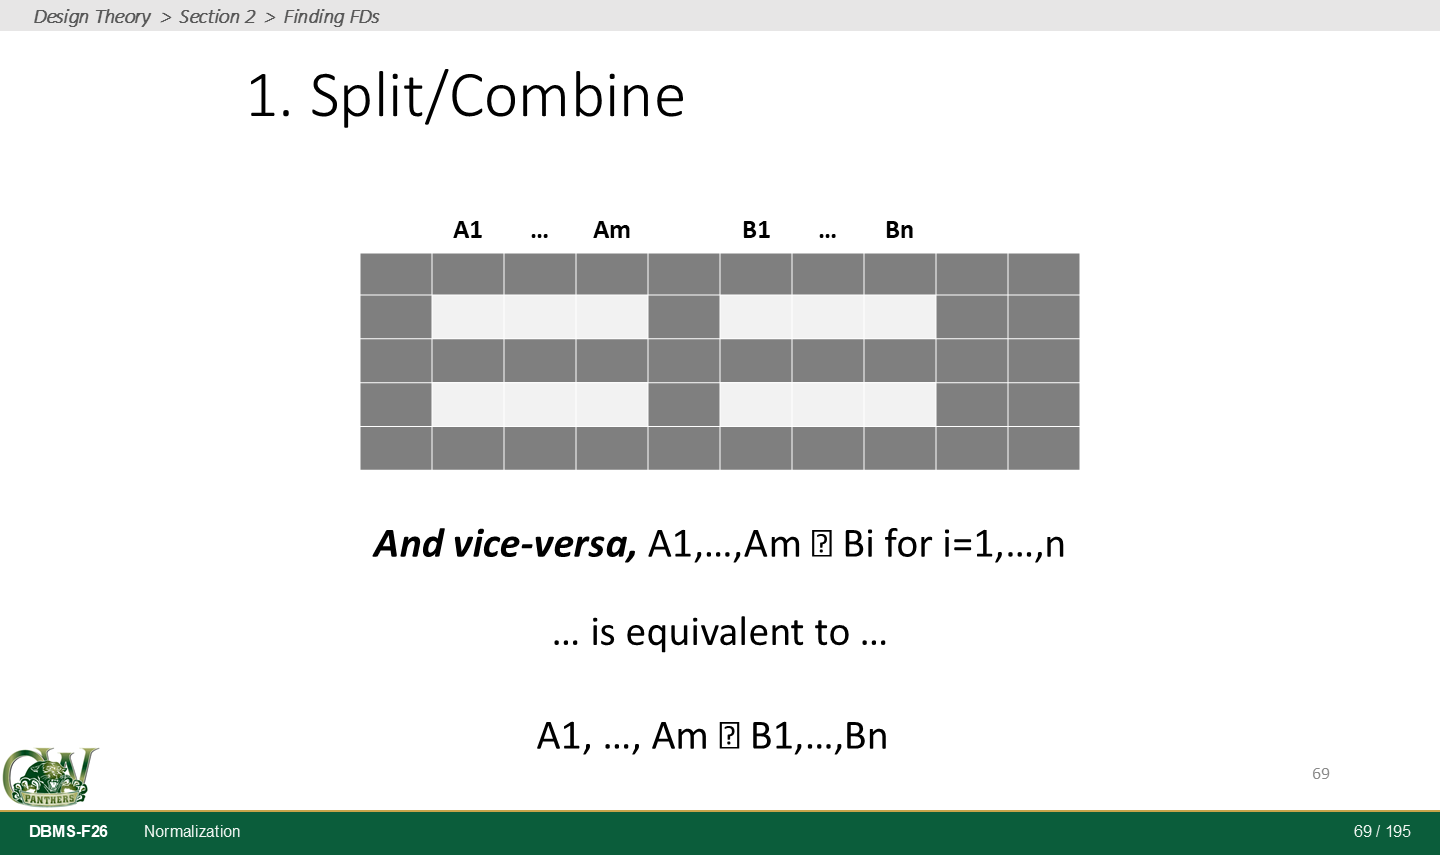 Design Theory > Section 2 > Finding FDs
1. Split/Combine
A1 … Am B1 … Bn
And vice-versa, A1,…,Am 🠖 Bi for i=1,…,n
… is equivalent to …
A1, …, Am 🠖 B1,…,Bn
69
PANTHERS
DBMS-F26 Normalization 69 / 195